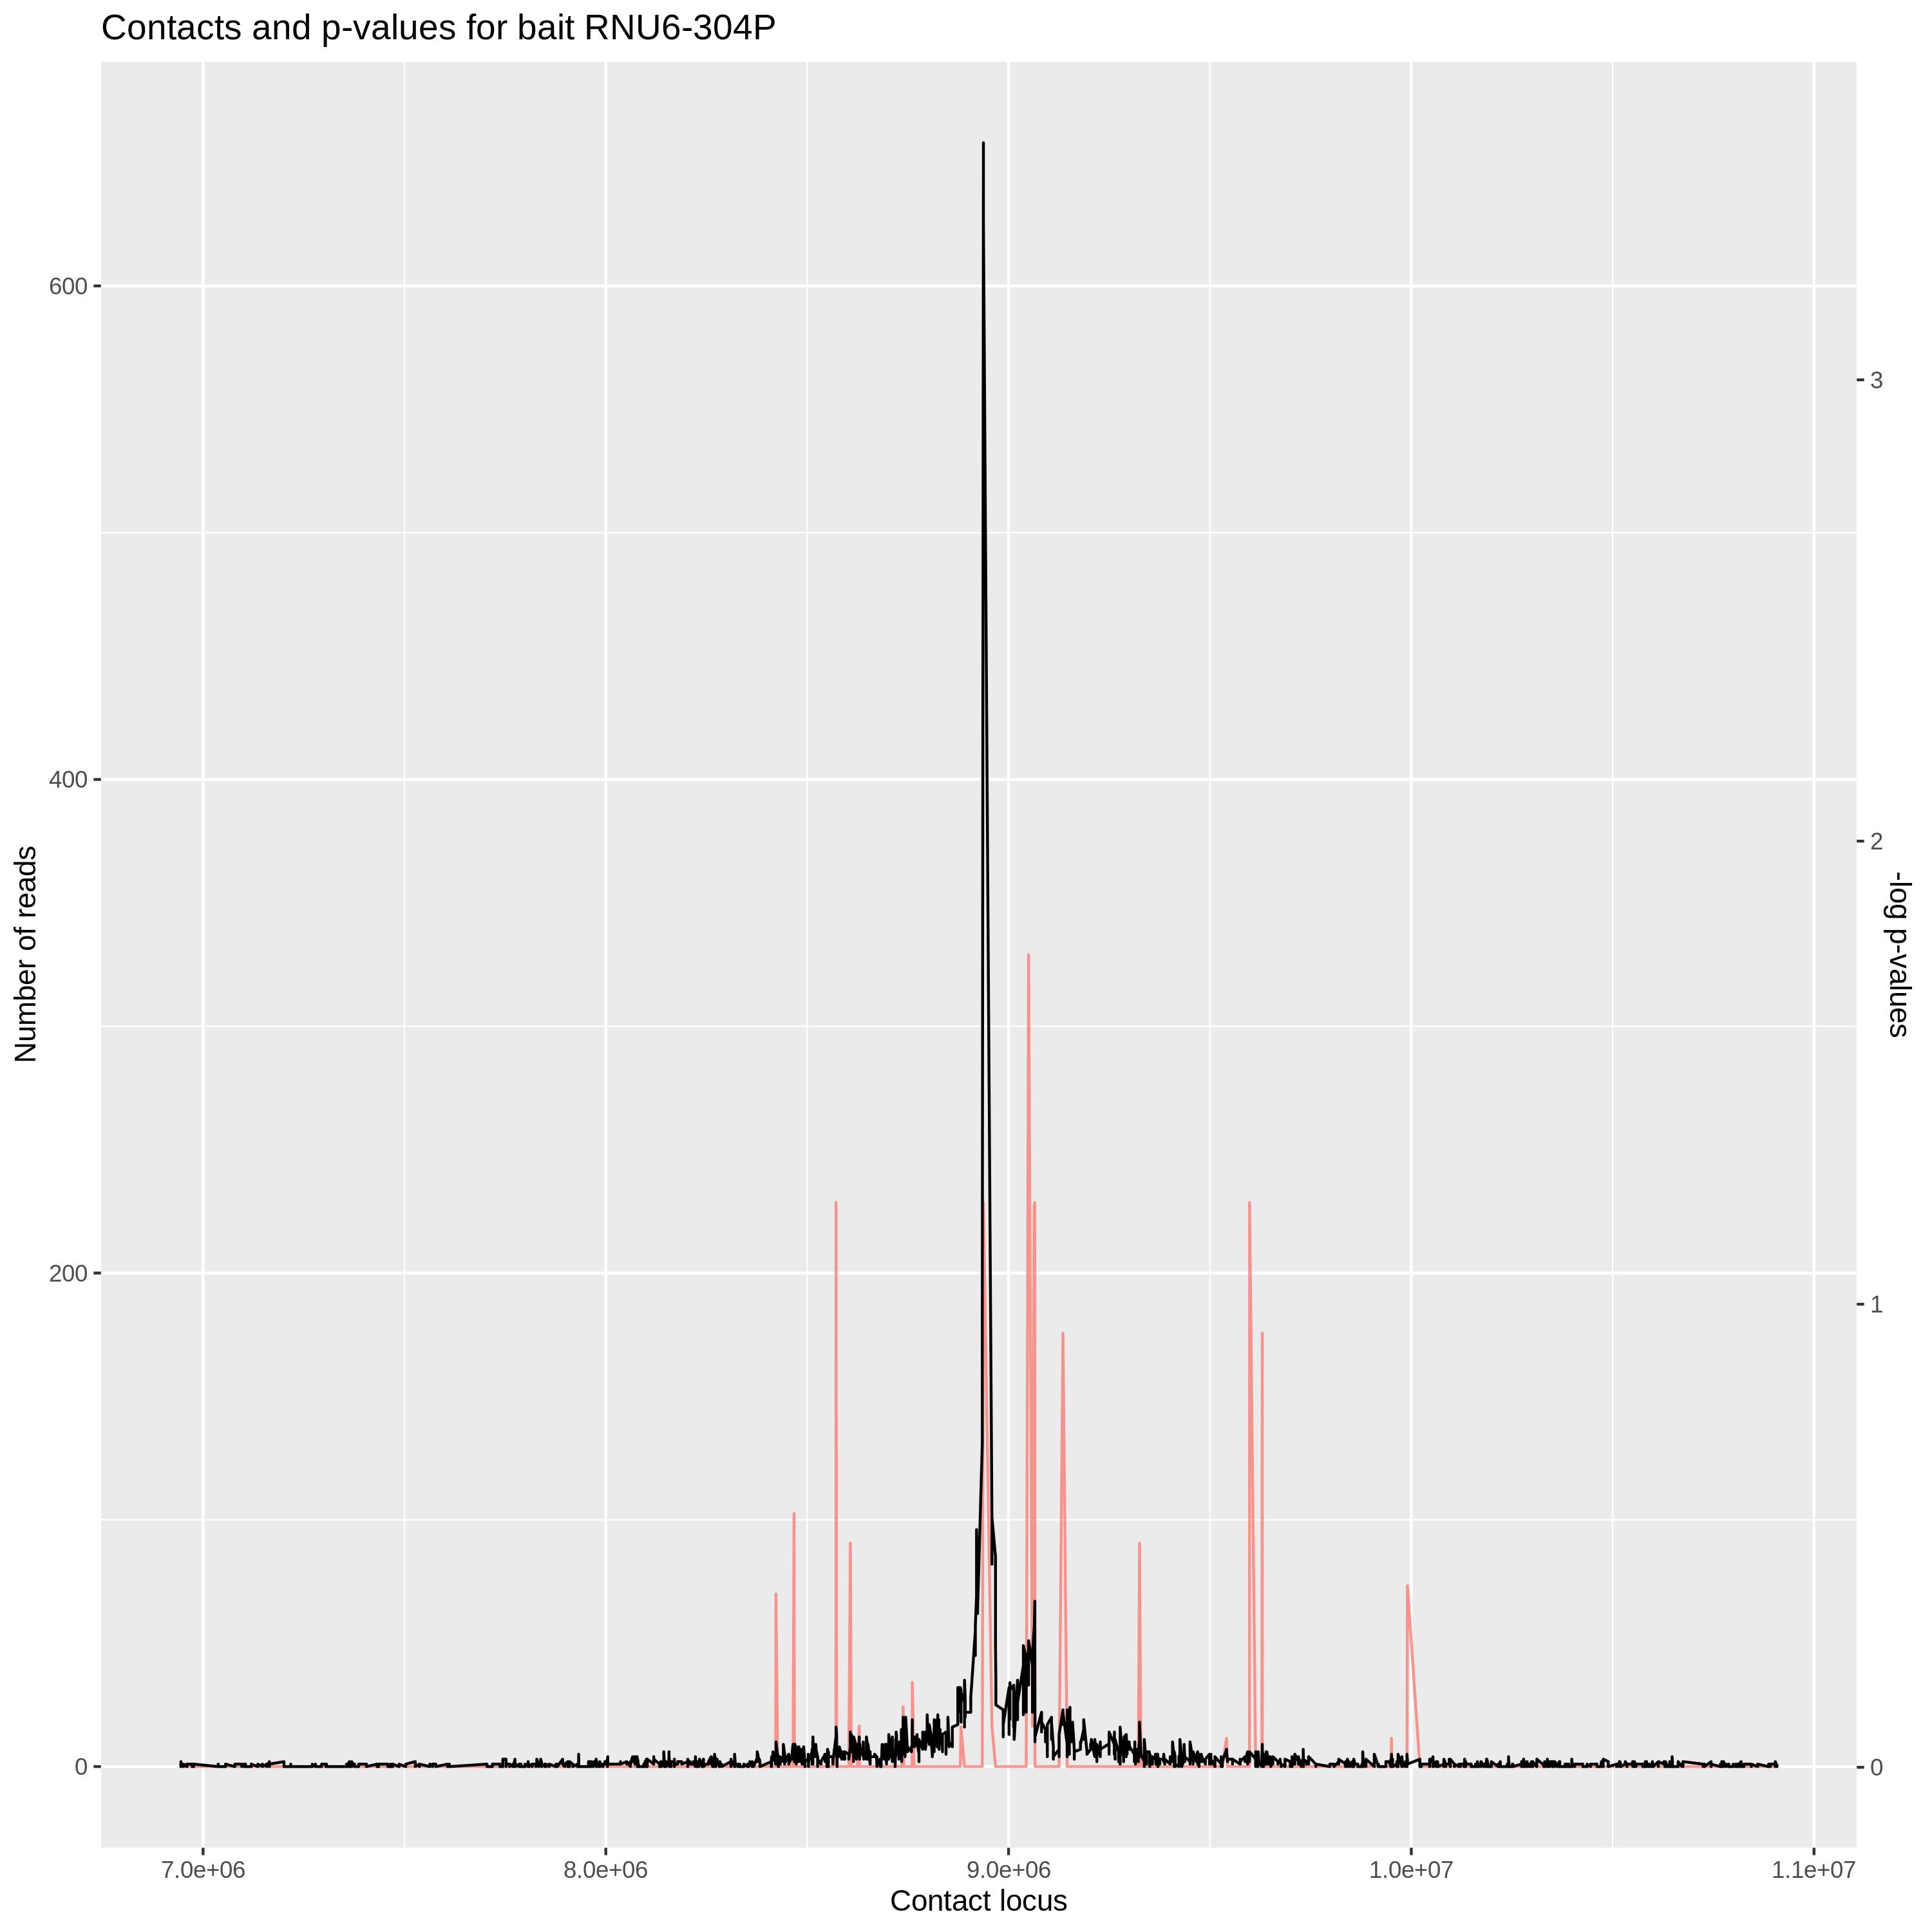 Contacts and p-values for bait RNU6-304P
600
400
200
0
Number of reads
3
2
1
0
-log p-values
7.0e+06
8.0e+06
9.0e+06
1.0e+07
1.1e+07
Contact locus